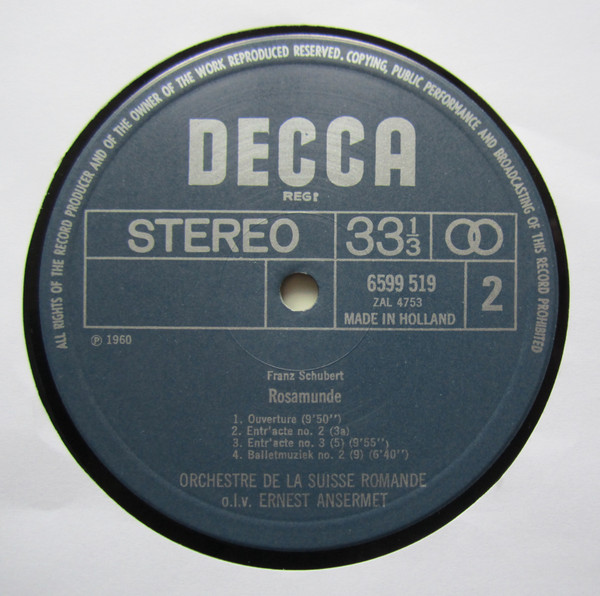 ALL RIGHTS OF THE RECORD PRODUCER AND OF THE OWNER OF THE WORK REPRODUCED RESERVED. COPYING, PUBLIC PERFORMANCE AND BROADCASTING OF THIS RECORD PROHIBITED
DECCA
REGT
STEREO 33 1/3
6599 519
ZAL 4753
MADE IN HOLLAND
2
℗ 1960
Franz Schubert
Rosamunde
1. Ouverture (9'50'')
2. Entr'acte no. 2 (3a)
3. Entr'acte no. 3 (5) (9'55'')
4. Balletmuziek no. 2 (9) (6'40'')
ORCHESTRE DE LA SUISSE ROMANDE
o.l.v. ERNEST ANSERMET